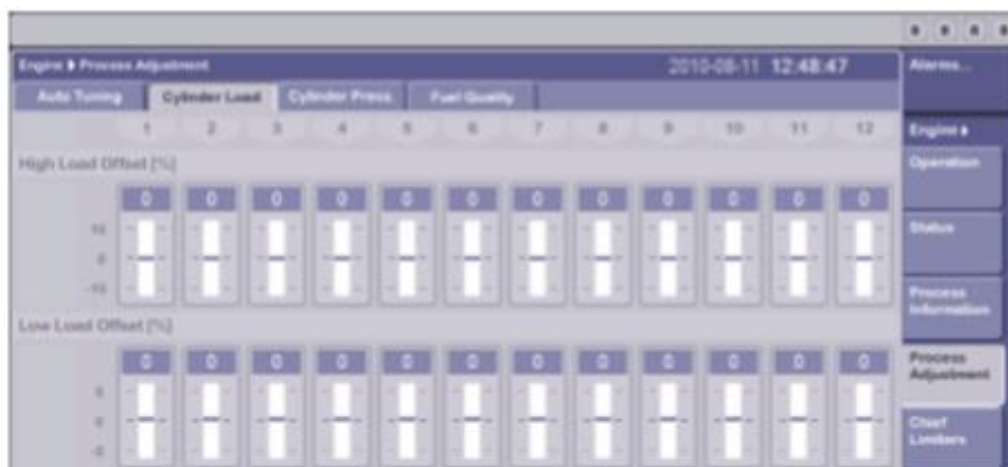 Engine ▶ Process Adjustment 2010-08-11 12:48:47 Alarms...
Auto Tuning Cylinder Load Cylinder Press. Fuel Quality
1 2 3 4 5 6 7 8 9 10 11 12
Engine ▶
High Load Offset [%]
Operation
0 0 0 0 0 0 0 0 0 0 0 0
10
Status
0
-10
Process
Information
Low Load Offset [%]
0 0 0 0 0 0 0 0 0 0 0 0
Process
Adjustment
5
0
-5
Chief
Limiters